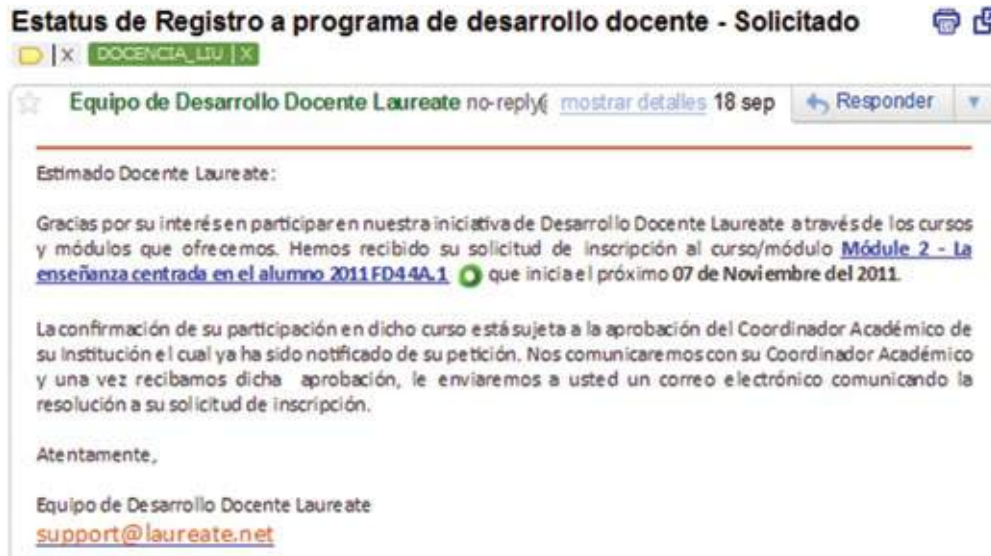 Estatus de Registro a programa de desarrollo docente - Solicitado
X DOCENCIA_LIU | X
Equipo de Desarrollo Docente Laureate no-reply( mostrar detalles 18 sep Responder
Estimado Docente Laureate:
Gracias por su interés en participar en nuestra iniciativa de Desarrollo Docente Laureate a través de los cursos
y módulos que ofrecemos. Hemos recibido su solicitud de inscripción al curso/módulo Módule 2 - La
enseñanza centrada en el alumno 2011FD44A.1 que inicia el próximo 07 de Noviembre del 2011.
La confirmación de su participación en dicho curso está sujeta a la aprobación del Coordinador Académico de
su Institución el cual ya ha sido notificado de su petición. Nos comunicaremos con su Coordinador Académico
y una vez recibamos dicha aprobación, le enviaremos a usted un correo electrónico comunicando la
resolución a su solicitud de inscripción.
Atentamente,
Equipo de Desarrollo Docente Laureate
support@laureate.net